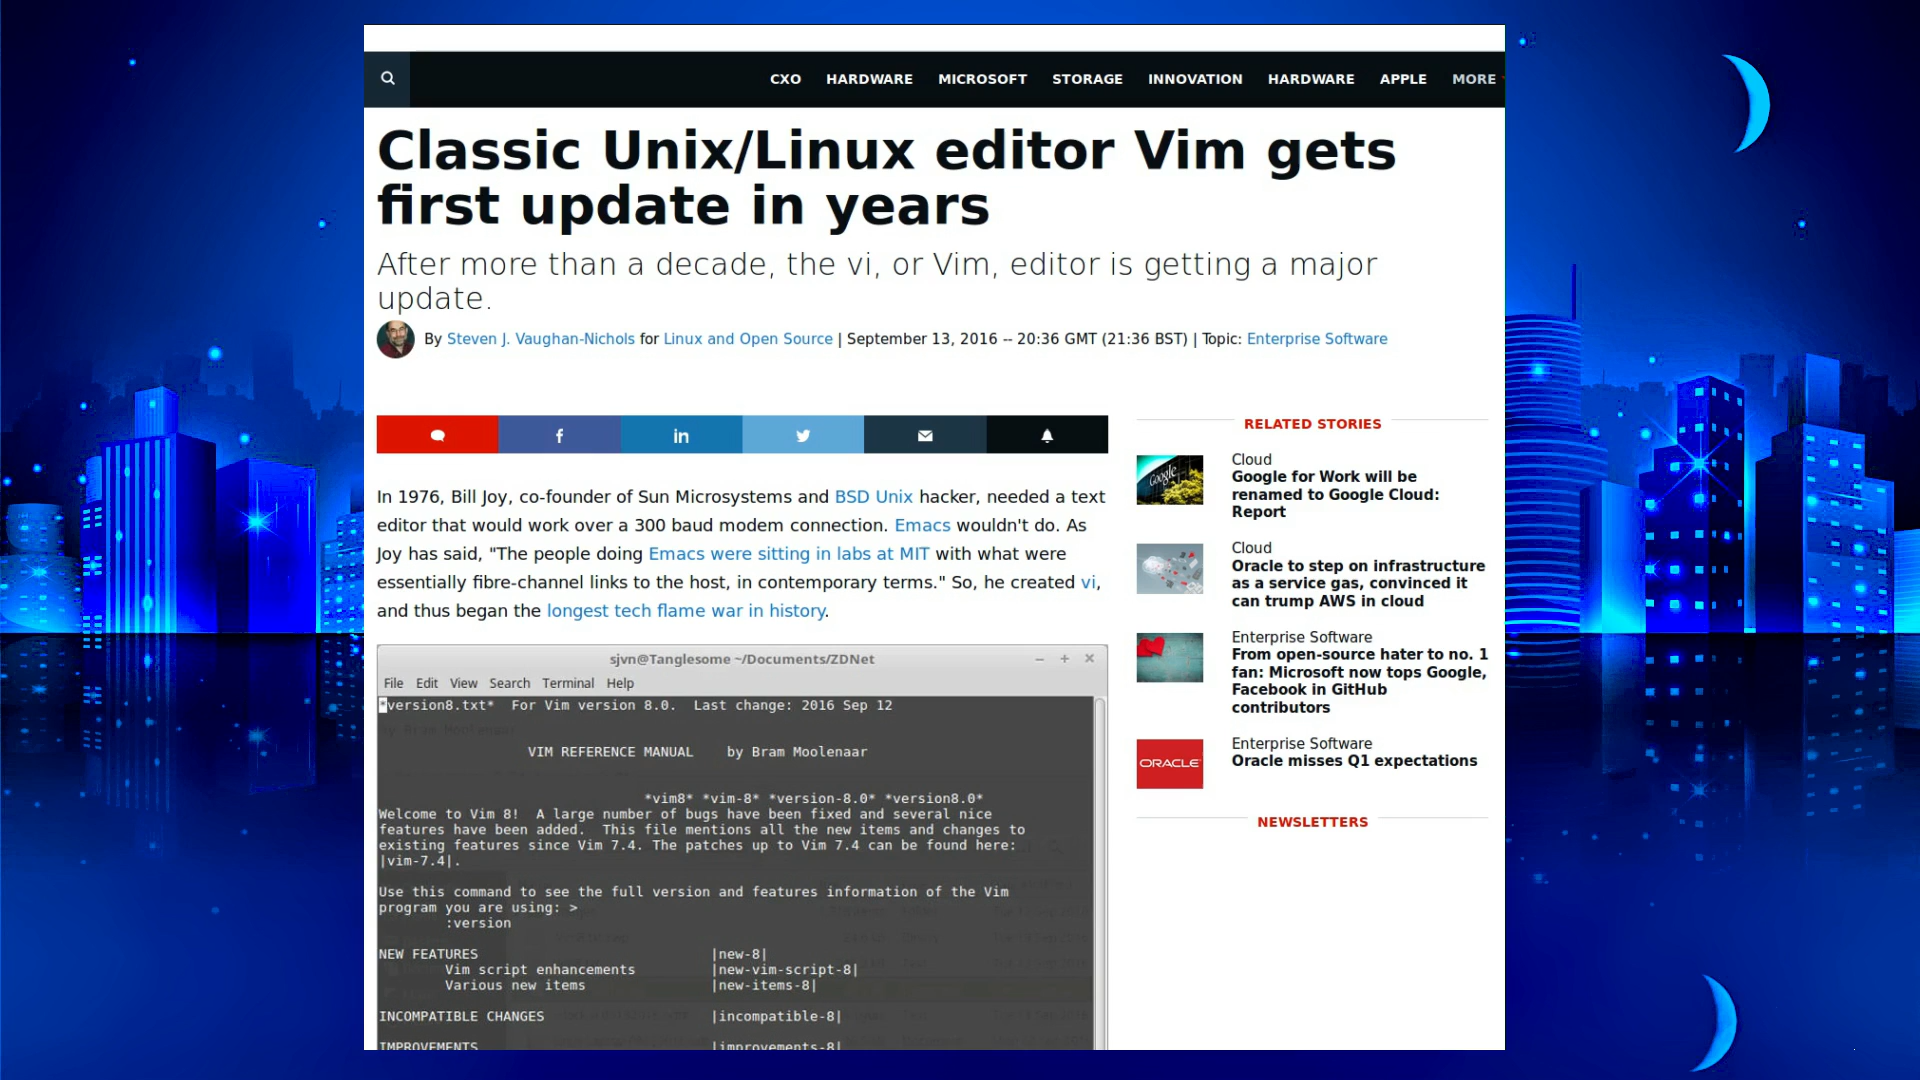 CXO HARDWARE MICROSOFT STORAGE INNOVATION HARDWARE APPLE MORE
Classic Unix/Linux editor Vim gets
first update in years
After more than a decade, the vi, or Vim, editor is getting a major
update.
By Steven J. Vaughan-Nichols for Linux and Open Source | September 13, 2016 -- 20:36 GMT (21:36 BST) | Topic: Enterprise Software
f in
In 1976, Bill Joy, co-founder of Sun Microsystems and BSD Unix hacker, needed a text
editor that would work over a 300 baud modem connection. Emacs wouldn't do. As
Joy has said, "The people doing Emacs were sitting in labs at MIT with what were
essentially fibre-channel links to the host, in contemporary terms." So, he created vi,
and thus began the longest tech flame war in history.
sjvn@Tanglesome ~/Documents/ZDNet
File Edit View Search Terminal Help
*version8.txt* For Vim version 8.0. Last change: 2016 Sep 12
VIM REFERENCE MANUAL by Bram Moolenaar
*vim8* *vim-8* *version-8.0* *version8.0*
Welcome to Vim 8! A large number of bugs have been fixed and several nice
features have been added. This file mentions all the new items and changes to
existing features since Vim 7.4. The patches up to Vim 7.4 can be found here:
|vim-7.4|.
Use this command to see the full version and features information of the Vim
program you are using: >
:version
NEW FEATURES |new-8|
Vim script enhancements |new-vim-script-8|
Various new items |new-items-8|
INCOMPATIBLE CHANGES |incompatible-8|
IMPROVEMENTS |improvements-8|
RELATED STORIES
Google
Cloud
Google for Work will be
renamed to Google Cloud:
Report
Cloud
Oracle to step on infrastructure
as a service gas, convinced it
can trump AWS in cloud
Enterprise Software
From open-source hater to no. 1
fan: Microsoft now tops Google,
Facebook in GitHub
contributors
ORACLE
Enterprise Software
Oracle misses Q1 expectations
NEWSLETTERS